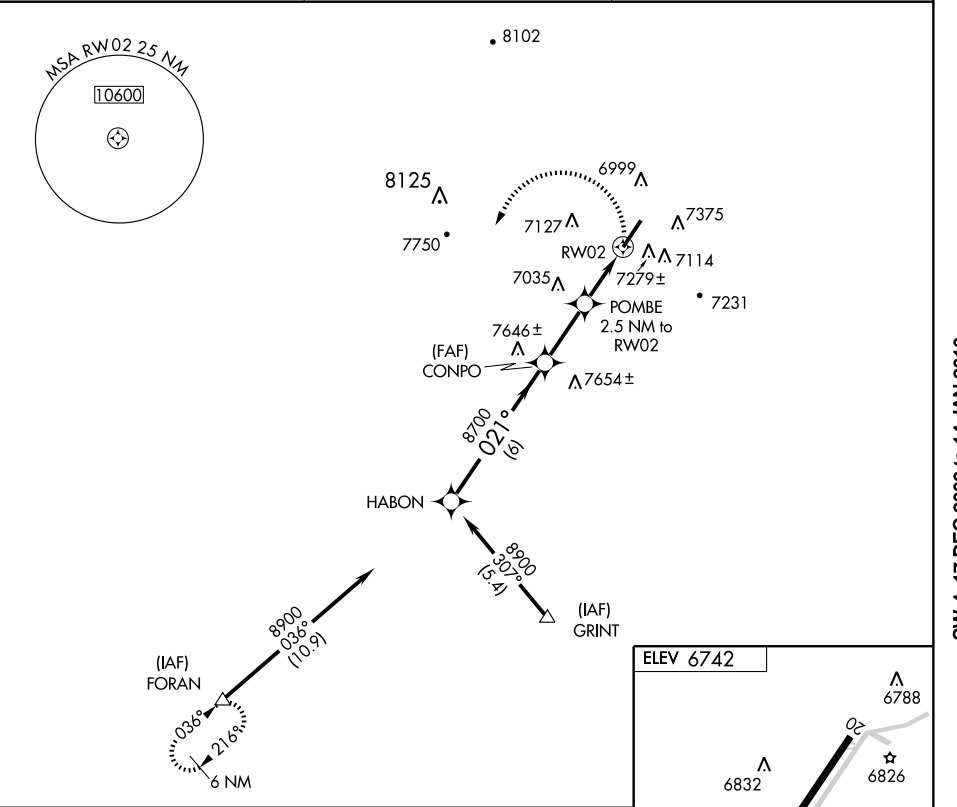 MSA RW02 25 NM
10600
8102
8125
7750
6999
7127
7375
RW02
7279±
7114
7035
7231
POMBE
2.5 NM to
RW02
7646±
(FAF)
CONPO
7654±
8700
021°
(6)
HABON
8900
307°
(5.4)
(IAF)
GRINT
8900
036°
(10.9)
(IAF)
FORAN
036°
216°
6 NM
ELEV 6742
6788
20
6832
6826